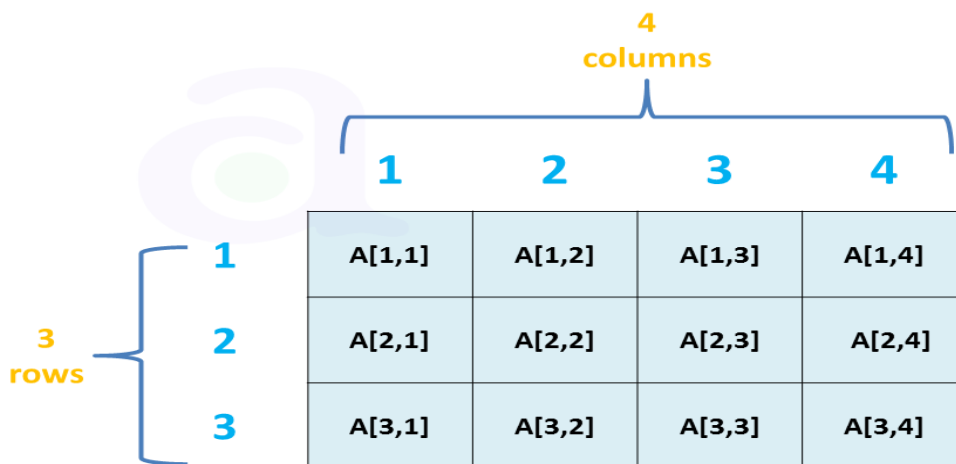 4
columns
1 2 3 4
1 A[1,1] A[1,2] A[1,3] A[1,4]
3
rows
2 A[2,1] A[2,2] A[2,3] A[2,4]
3 A[3,1] A[3,2] A[3,3] A[3,4]